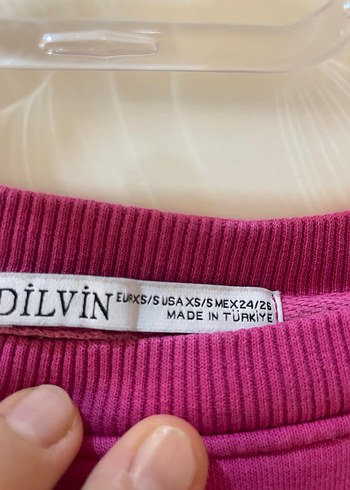 DİLVİN
EUR XS/S USA XS/S MEX 24/26
MADE IN TÜRKİYE